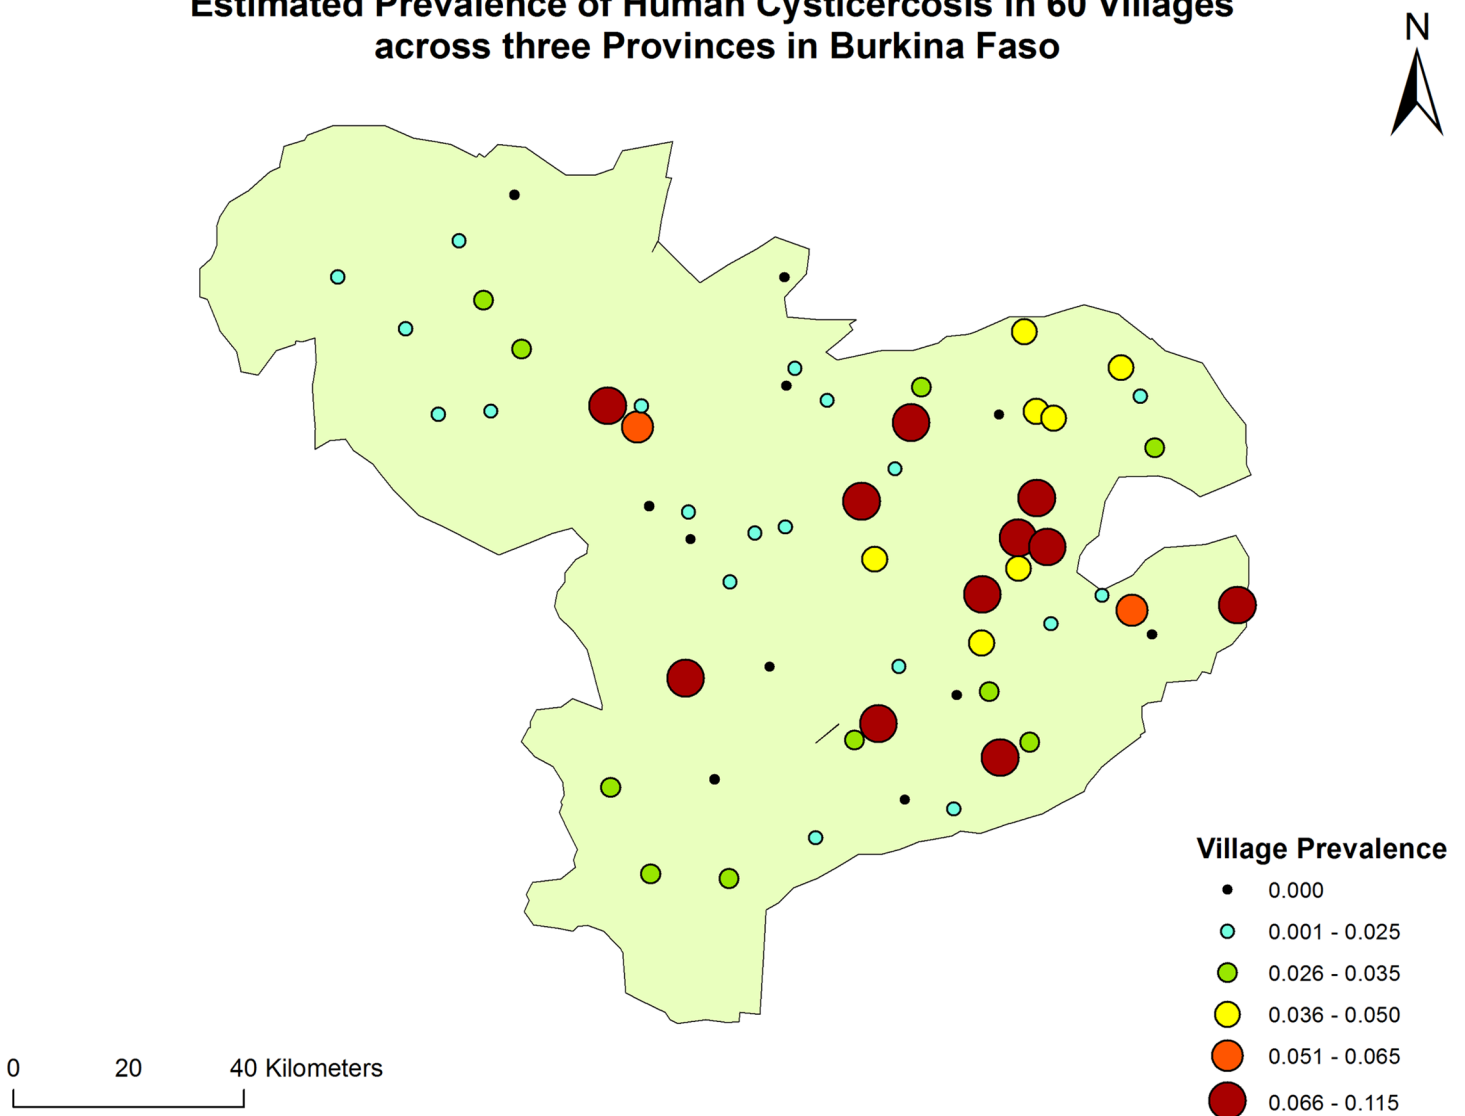 Estimated Prevalence of Human Cysticercosis in 60 Villages
across three Provinces in Burkina Faso
N
Village Prevalence
0.000
0.001 - 0.025
0.026 - 0.035
0.036 - 0.050
0.051 - 0.065
0.066 - 0.115
0 20 40 Kilometers